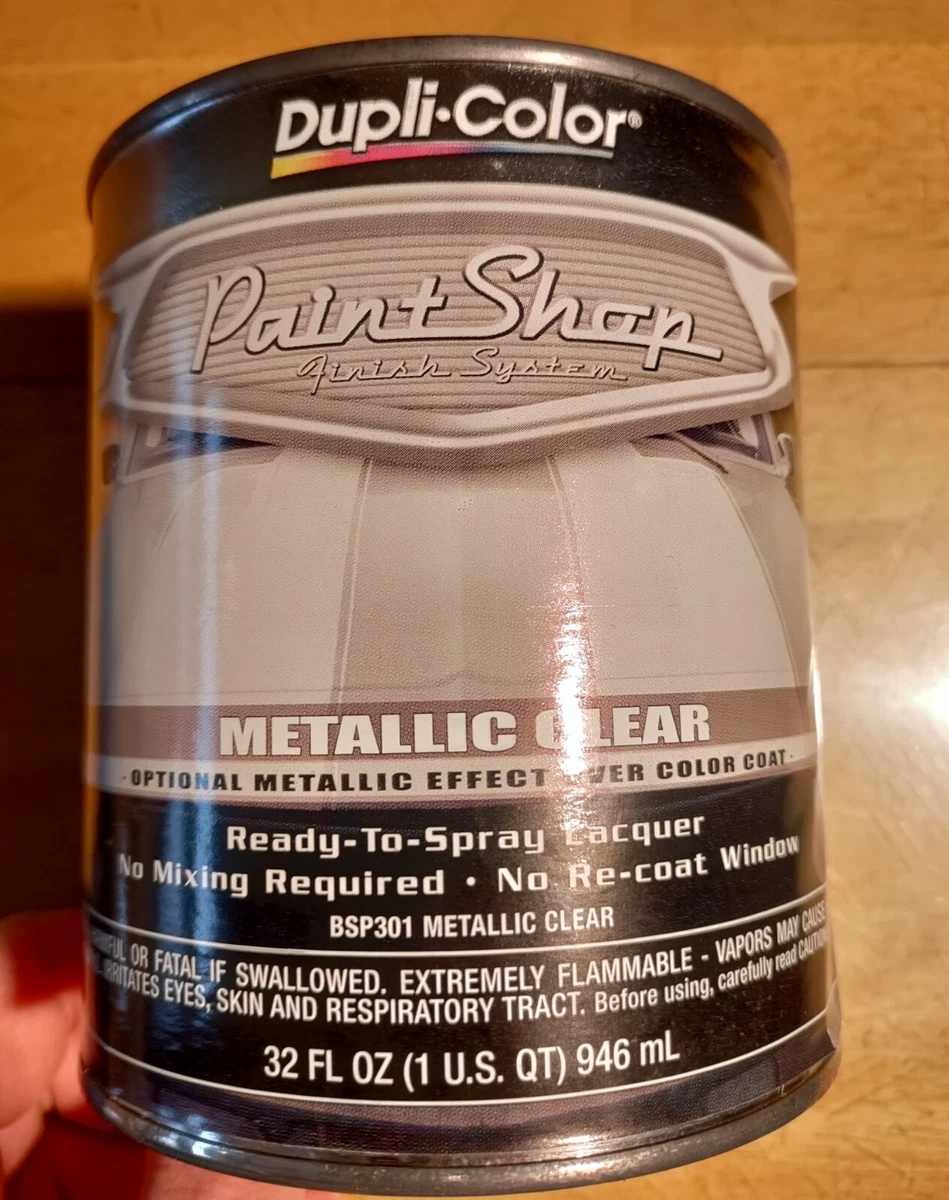 Dupli·Color®
PaintShop
Finish System
METALLIC CLEAR
·OPTIONAL METALLIC EFFECT OVER COLOR COAT·
Ready-To-Spray Lacquer
No Mixing Required • No Re-coat Window
BSP301 METALLIC CLEAR
OR FATAL IF SWALLOWED. EXTREMELY FLAMMABLE - VAPORS MAY CAUSE
IRRITATES EYES, SKIN AND RESPIRATORY TRACT. Before using, carefully read
32 FL OZ (1 U.S. QT) 946 mL